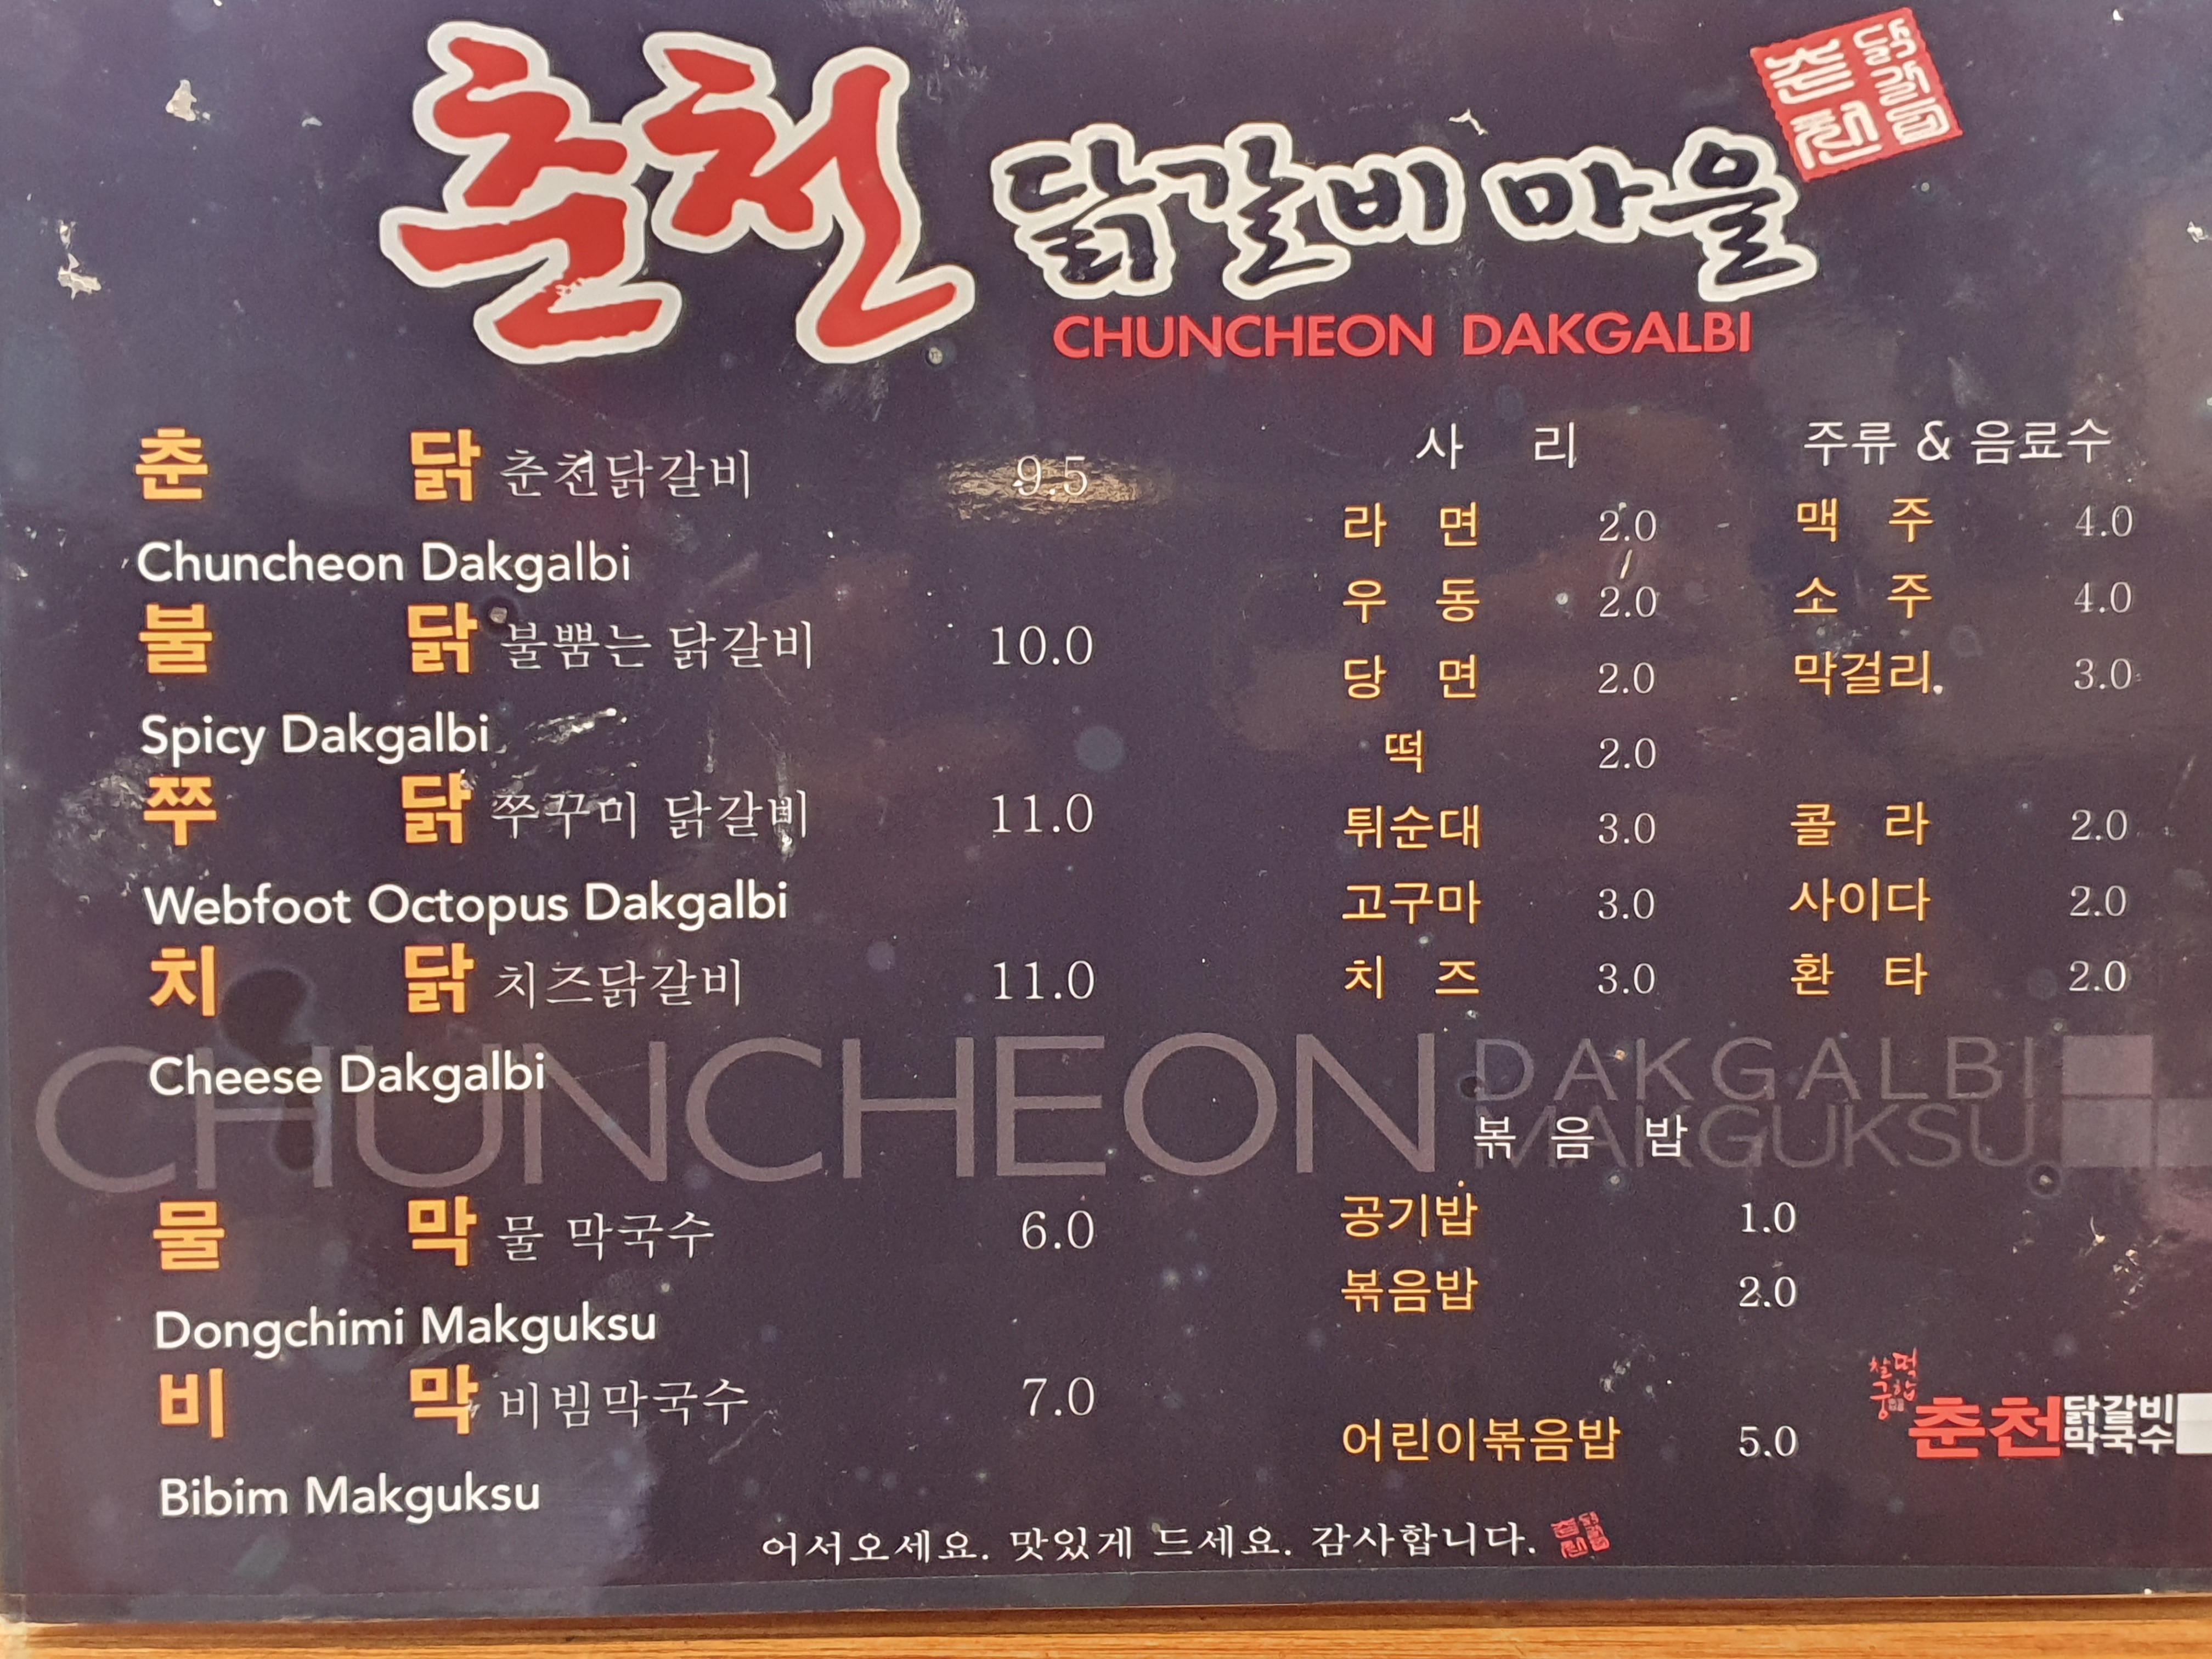 춘천 닭갈비 마을
춘천 닭갈비
CHUNCHEON DAKGALBI
춘 닭 춘천닭갈비 9.5
Chuncheon Dakgalbi
불 닭 불뿜는 닭갈비 10.0
Spicy Dakgalbi
쭈 닭 쭈꾸미 닭갈비 11.0
Webfoot Octopus Dakgalbi
치 닭 치즈닭갈비 11.0
Cheese Dakgalbi
물 막 물 막국수 6.0
Dongchimi Makguksu
비 막 비빔막국수 7.0
Bibim Makguksu
사 리
라 면 2.0
우 동 2.0
당 면 2.0
떡 2.0
튀순대 3.0
고구마 3.0
치 즈 3.0
주류 & 음료수
맥 주 4.0
소 주 4.0
막걸리 3.0
콜 라 2.0
사이다 2.0
환 타 2.0
CHUNCHEON DAKGALBI
MAKGUKSU
볶 음 밥
공기밥 1.0
볶음밥 2.0
어린이볶음밥 5.0
찰떡
궁합
춘천 닭갈비
막국수
어서오세요. 맛있게 드세요. 감사합니다.